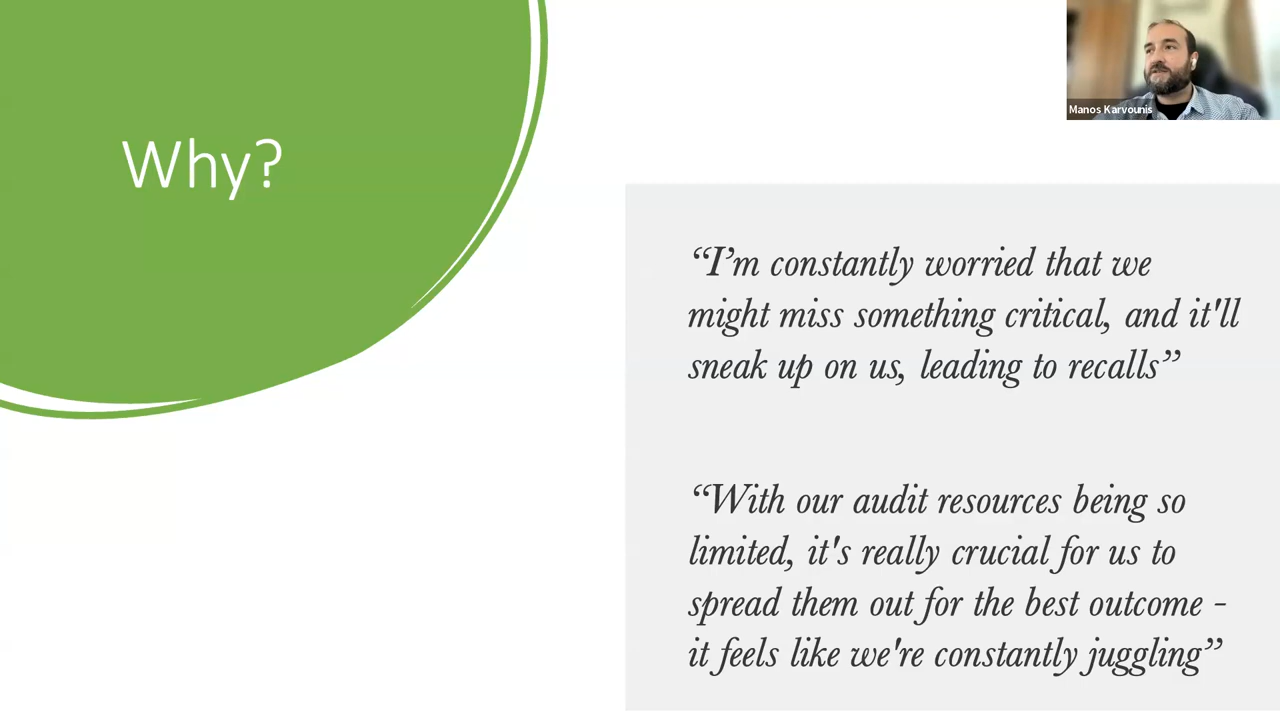 Why?
Manos Karvounis
“I’m constantly worried that we
might miss something critical, and it'll
sneak up on us, leading to recalls”
“With our audit resources being so
limited, it's really crucial for us to
spread them out for the best outcome -
it feels like we're constantly juggling”